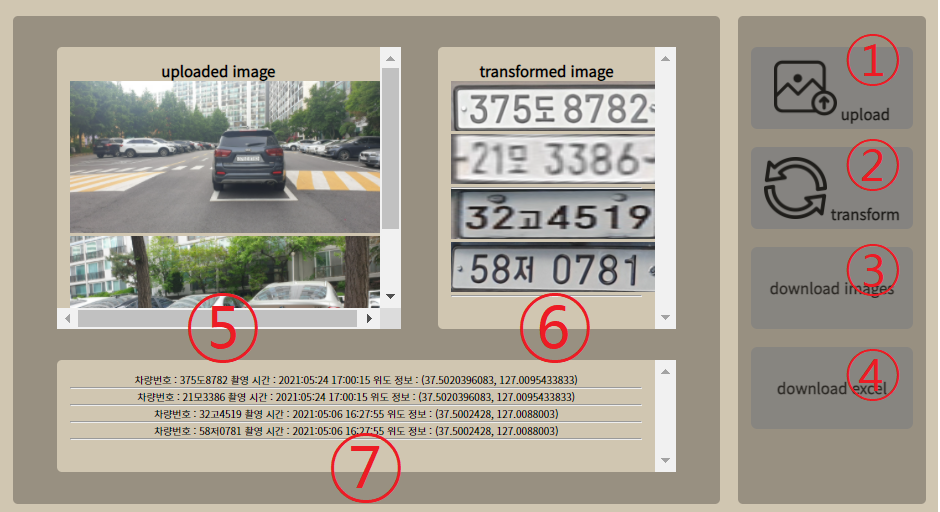 uploaded image
transformed image
375도8782
21모 3386
32고4519
58저 0781
⑤
⑥
차량번호 : 375도8782 촬영 시간 : 2021:05:24 17:00:15 위도 정보 : (37.5020396083, 127.0095433833)
차량번호 : 21모3386 촬영 시간 : 2021:05:24 17:00:15 위도 정보 : (37.5020396083, 127.0095433833)
차량번호 : 32고4519 촬영 시간 : 2021:05:06 16:27:55 위도 정보 : (37.5002428, 127.0088003)
차량번호 : 58저0781 촬영 시간 : 2021:05:06 16:27:55 위도 정보 : (37.5002428, 127.0088003)
⑦
①
upload
②
transform
③
download images
④
download excel